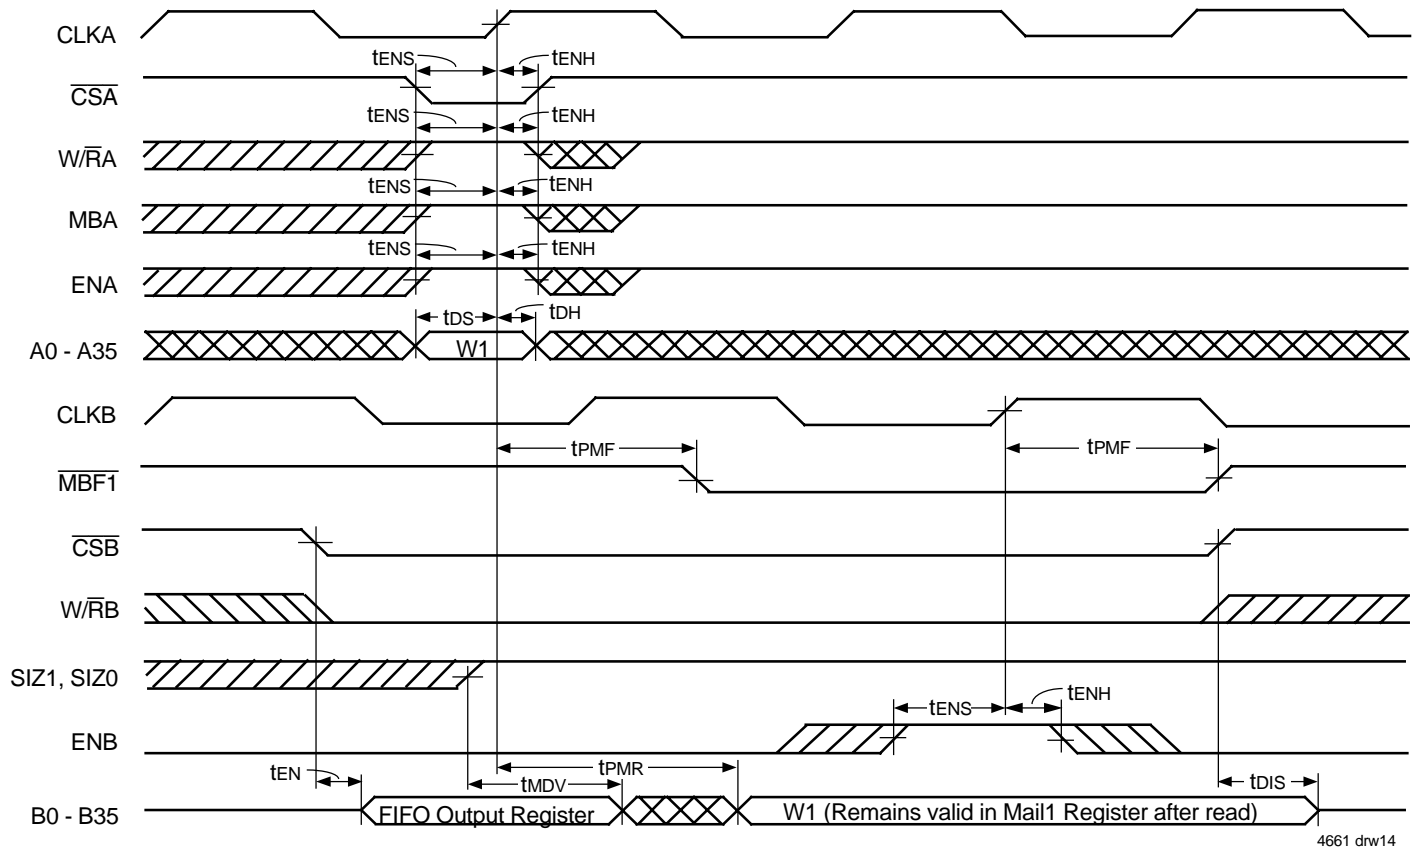 CLKA
tENS tENH
CSA
tENS tENH
W/RA
tENS tENH
MBA
tENS tENH
ENA
tDS tDH
A0 - A35 W1
CLKB
tPMF tPMF
MBF1
CSB
W/RB
SIZ1, SIZ0
tENS tENH
ENB
tEN tMDV tPMR tDIS
B0 - B35 FIFO Output Register W1 (Remains valid in Mail1 Register after read)
4661 drw14